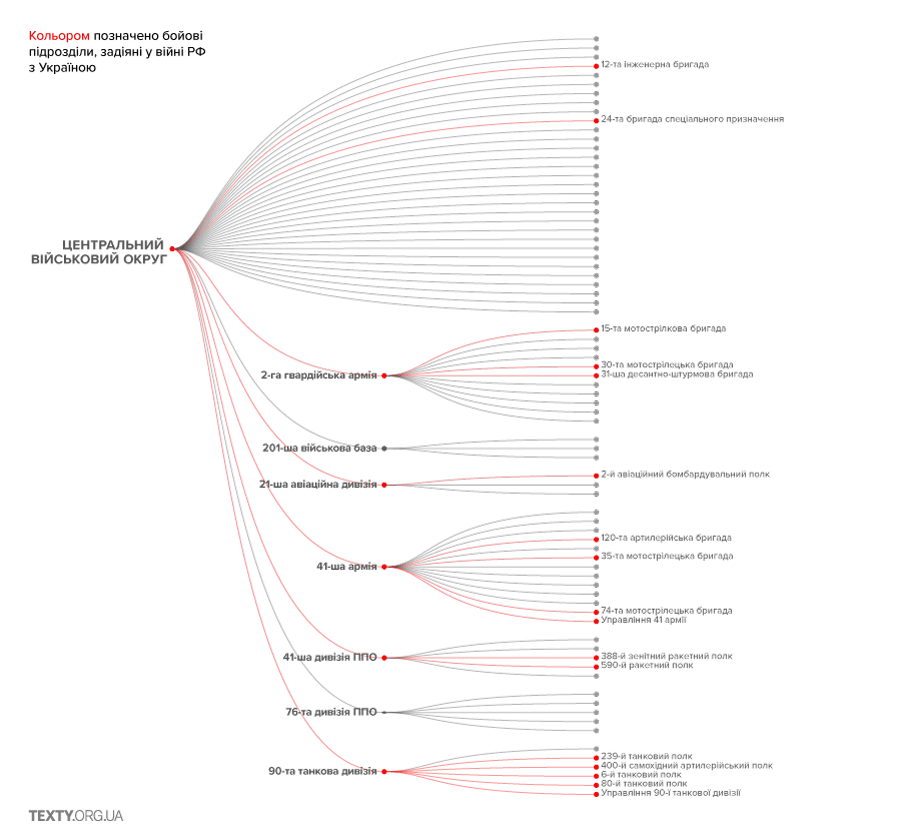 Кольором позначено бойові
підрозділи, задіяні у війні РФ
з Україною
12-та інженерна бригада
24-та бригада спеціального призначення
ЦЕНТРАЛЬНИЙ
ВІЙСЬКОВИЙ ОКРУГ
15-та мотострілкова бригада
30-та мотострілецька бригада
2-га гвардійська армія
31-ша десантно-штурмова бригада
201-ша військова база
2-й авіаційний бомбардувальний полк
21-ша авіаційна дивізія
120-та артилерійська бригада
35-та мотострілецька бригада
41-ша армія
74-та мотострілецька бригада
Управління 41 армії
388-й зенітний ракетний полк
41-ша дивізія ППО
590-й ракетний полк
76-та дивізія ППО
239-й танковий полк
400-й самохідний артилерійський полк
90-та танкова дивізія
6-й танковий полк
80-й танковий полк
Управління 90-ї танкової дивізії
TEXTY.ORG.UA